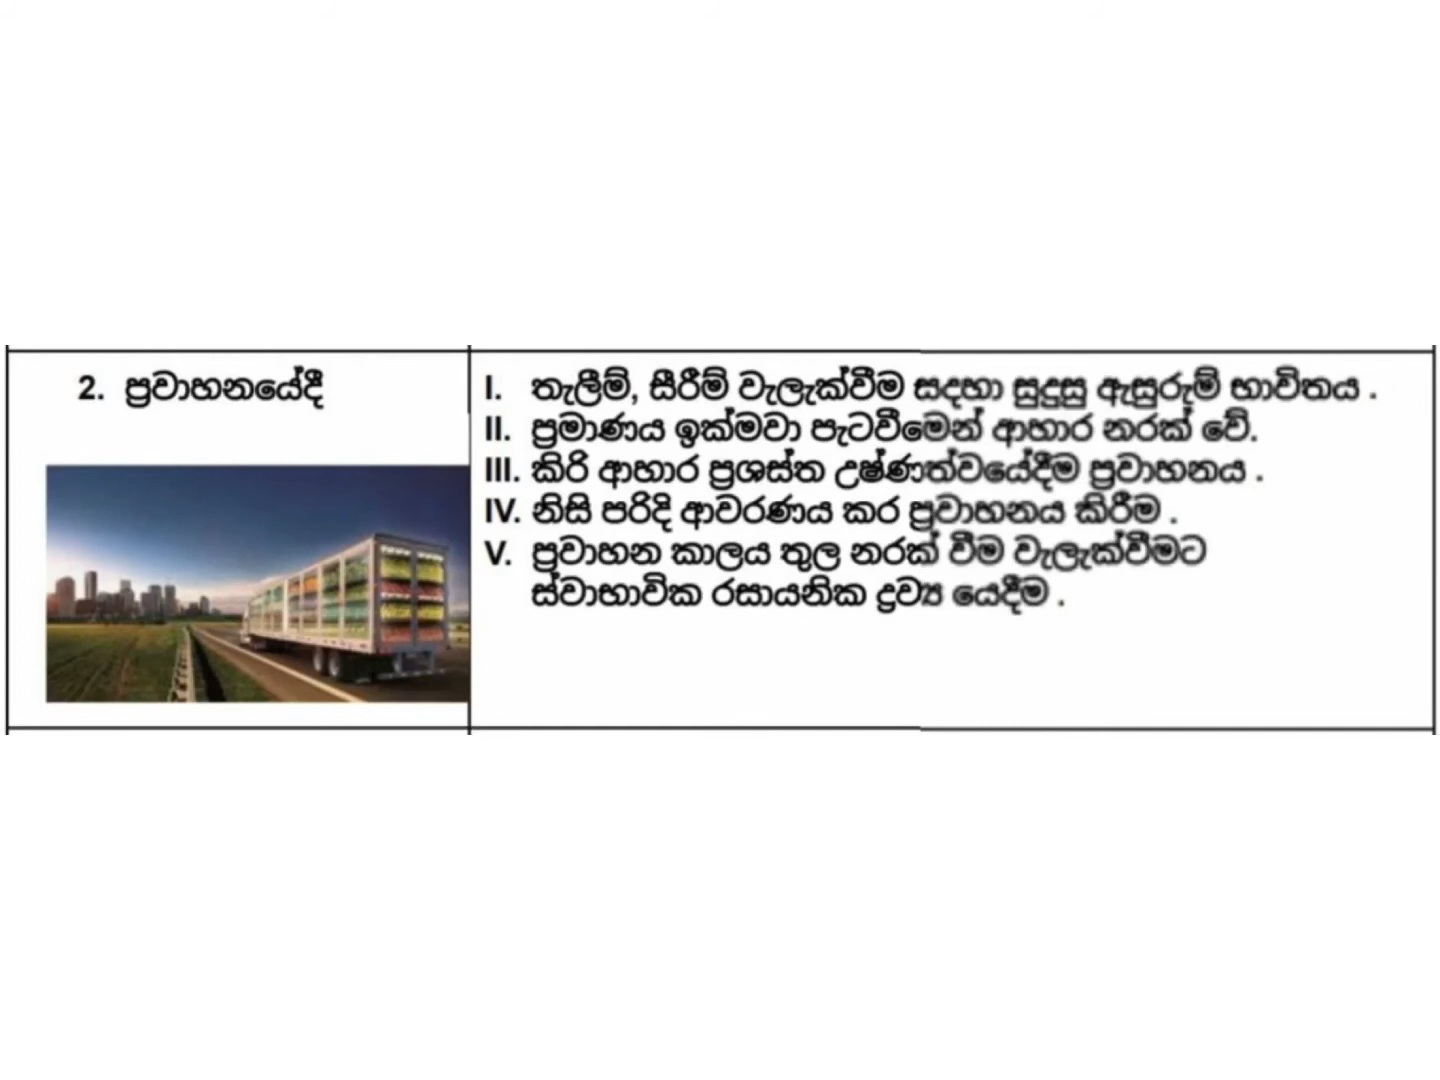 2. ප්‍රවාහනයේදී
I. තැලීම්, සීරීම් වැලැක්වීම සදහා සුදුසු ඇසුරුම් භාවිතය .
II. ප්‍රමාණය ඉක්මවා පැටවීමෙන් ආහාර නරක් වේ.
III. කිරි ආහාර ප්‍රශස්ත උෂ්ණත්වයේදීම ප්‍රවාහනය .
IV. නිසි පරිදි ආවරණය කර ප්‍රවාහනය කිරීම .
V. ප්‍රවාහන කාලය තුල නරක් වීම වැලැක්වීමට
ස්වාභාවික රසායනික ද්‍රව්‍ය යෙදීම .